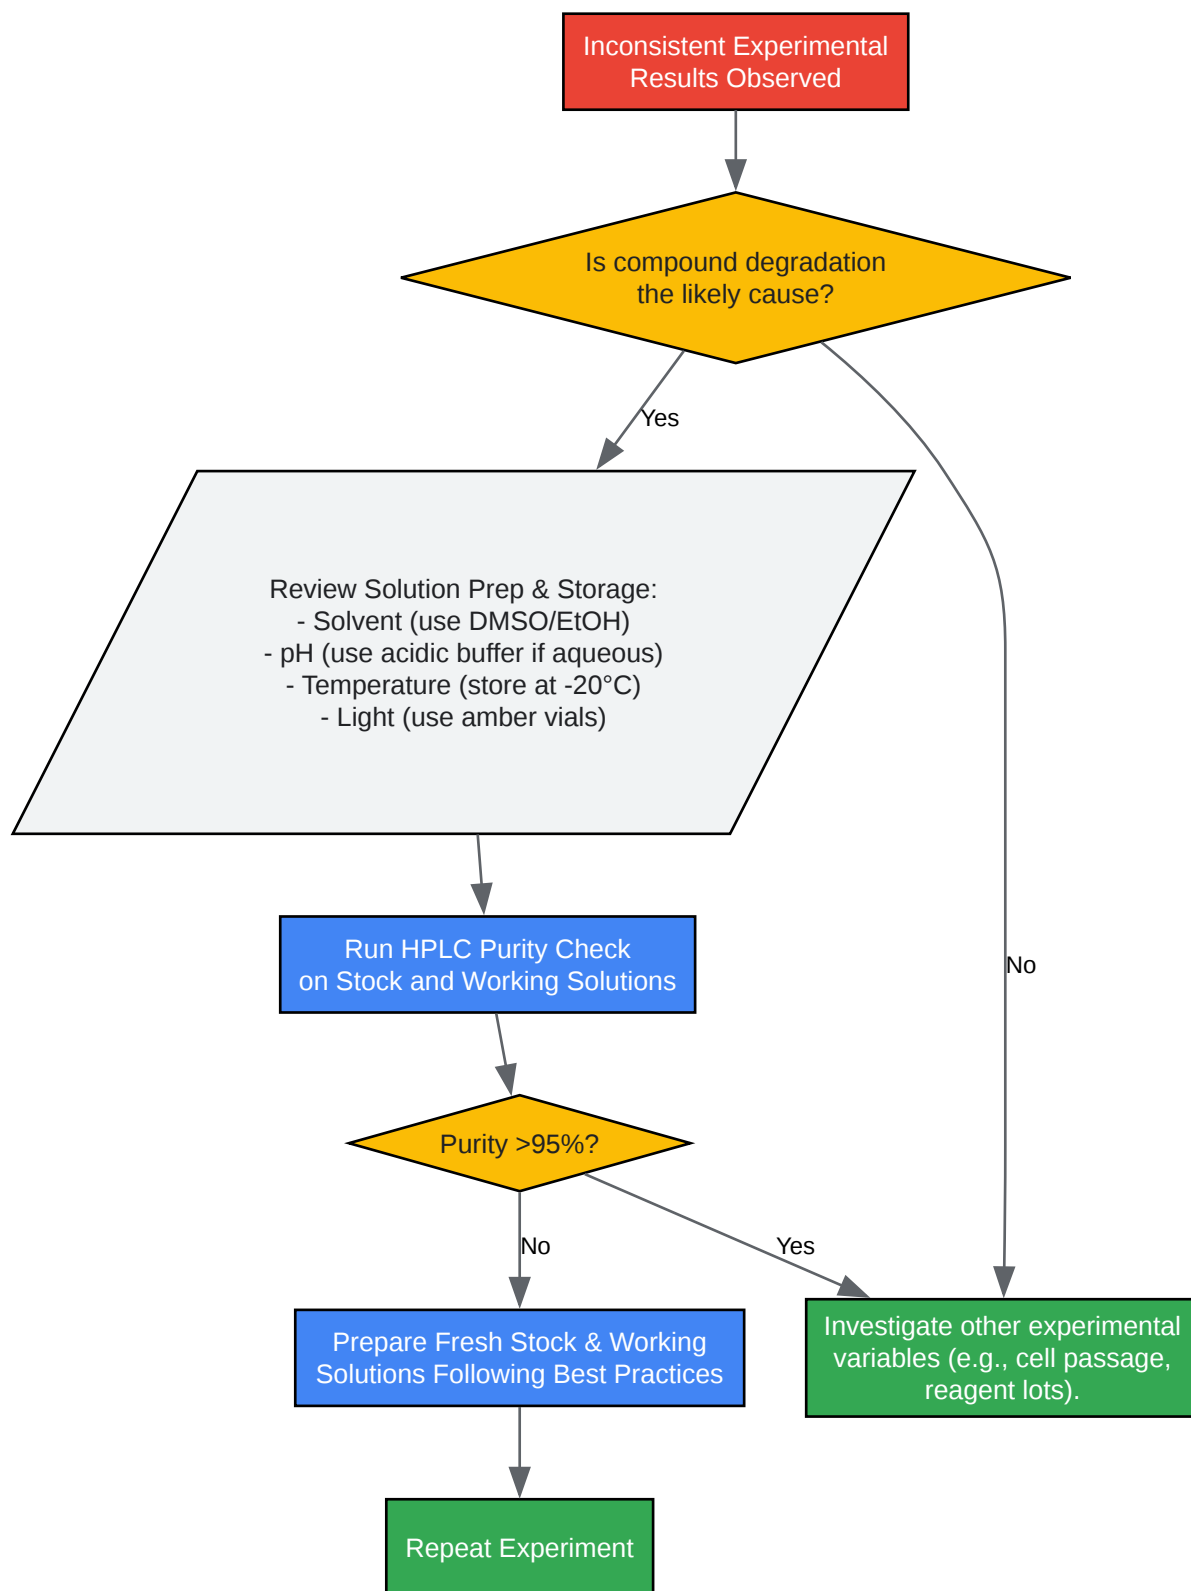 Inconsistent Experimental
Results Observed
Is compound degradation
the likely cause?
Yes
Review Solution Prep & Storage:
- Solvent (use DMSO/EtOH)
- pH (use acidic buffer if aqueous)
- Temperature (store at -20°C)
- Light (use amber vials)
Run HPLC Purity Check
on Stock and Working Solutions
No
Purity >95%?
No
Yes
Prepare Fresh Stock & Working
Solutions Following Best Practices
Investigate other experimental
variables (e.g., cell passage,
reagent lots).
Repeat Experiment